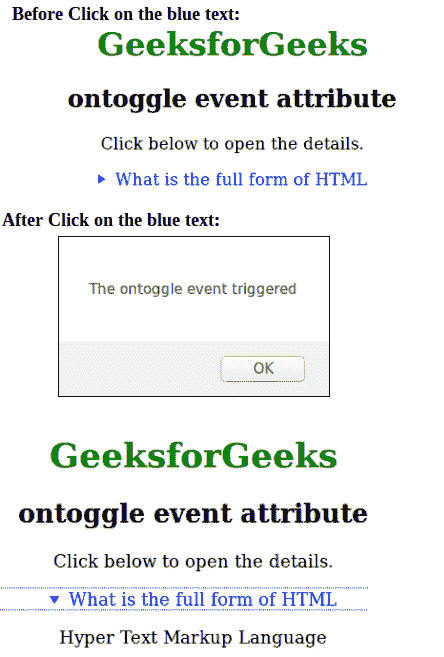 Before Click on the blue text:
GeeksforGeeks
ontoggle event attribute
Click below to open the details.
What is the full form of HTML
After Click on the blue text:
The ontoggle event triggered
OK
GeeksforGeeks
ontoggle event attribute
Click below to open the details.
What is the full form of HTML
Hyper Text Markup Language